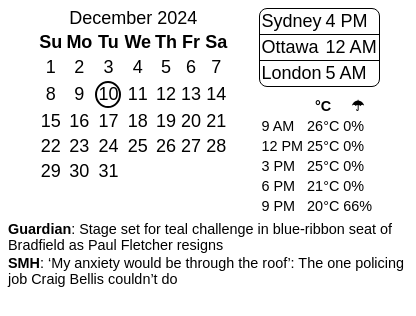 December 2024
Su Mo Tu We Th Fr Sa
1 2 3 4 5 6 7
8 9 10 11 12 13 14
15 16 17 18 19 20 21
22 23 24 25 26 27 28
29 30 31
Sydney 4 PM
Ottawa 12 AM
London 5 AM
°C ☂
9 AM 26°C 0%
12 PM 25°C 0%
3 PM 25°C 0%
6 PM 21°C 0%
9 PM 20°C 66%
Guardian: Stage set for teal challenge in blue-ribbon seat of
Bradfield as Paul Fletcher resigns
SMH: ‘My anxiety would be through the roof’: The one policing
job Craig Bellis couldn’t do